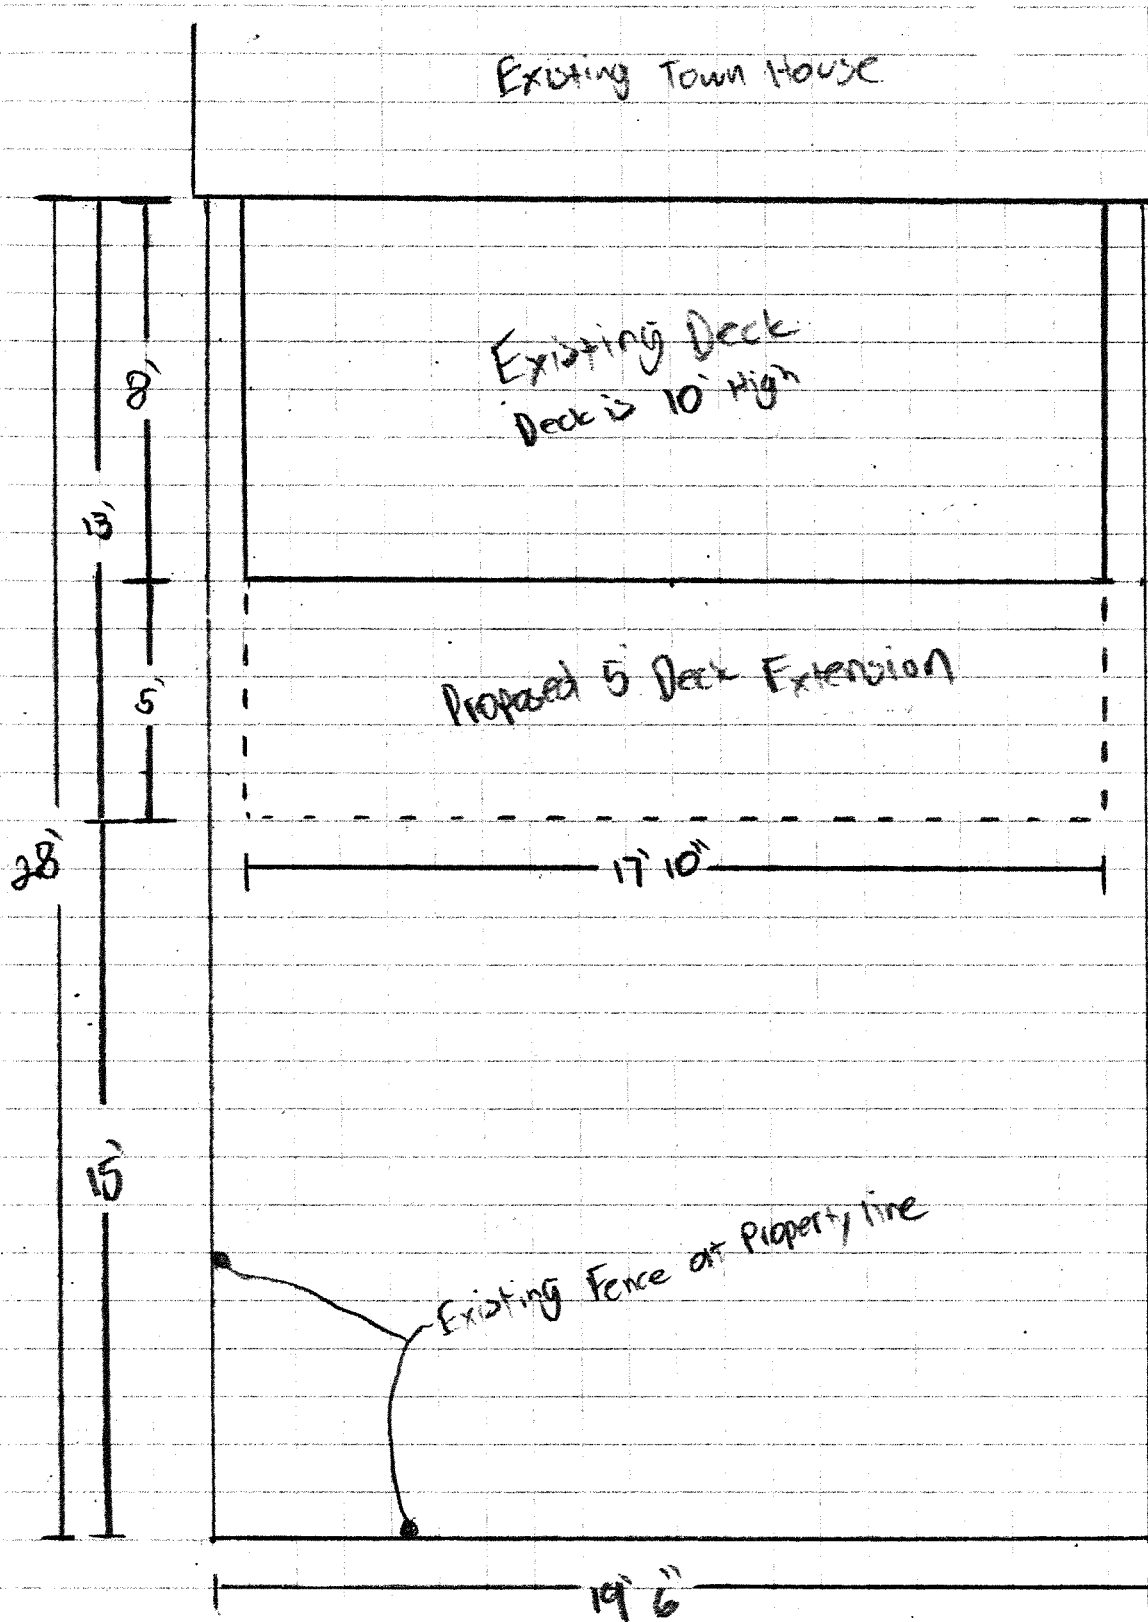 Existing Town House
Existing Deck
Deck is 10' High
8'
13'
5'
Proposed 5' Deck Extension
28'
17' 10"
15'
Existing Fence at Property line
19' 6"